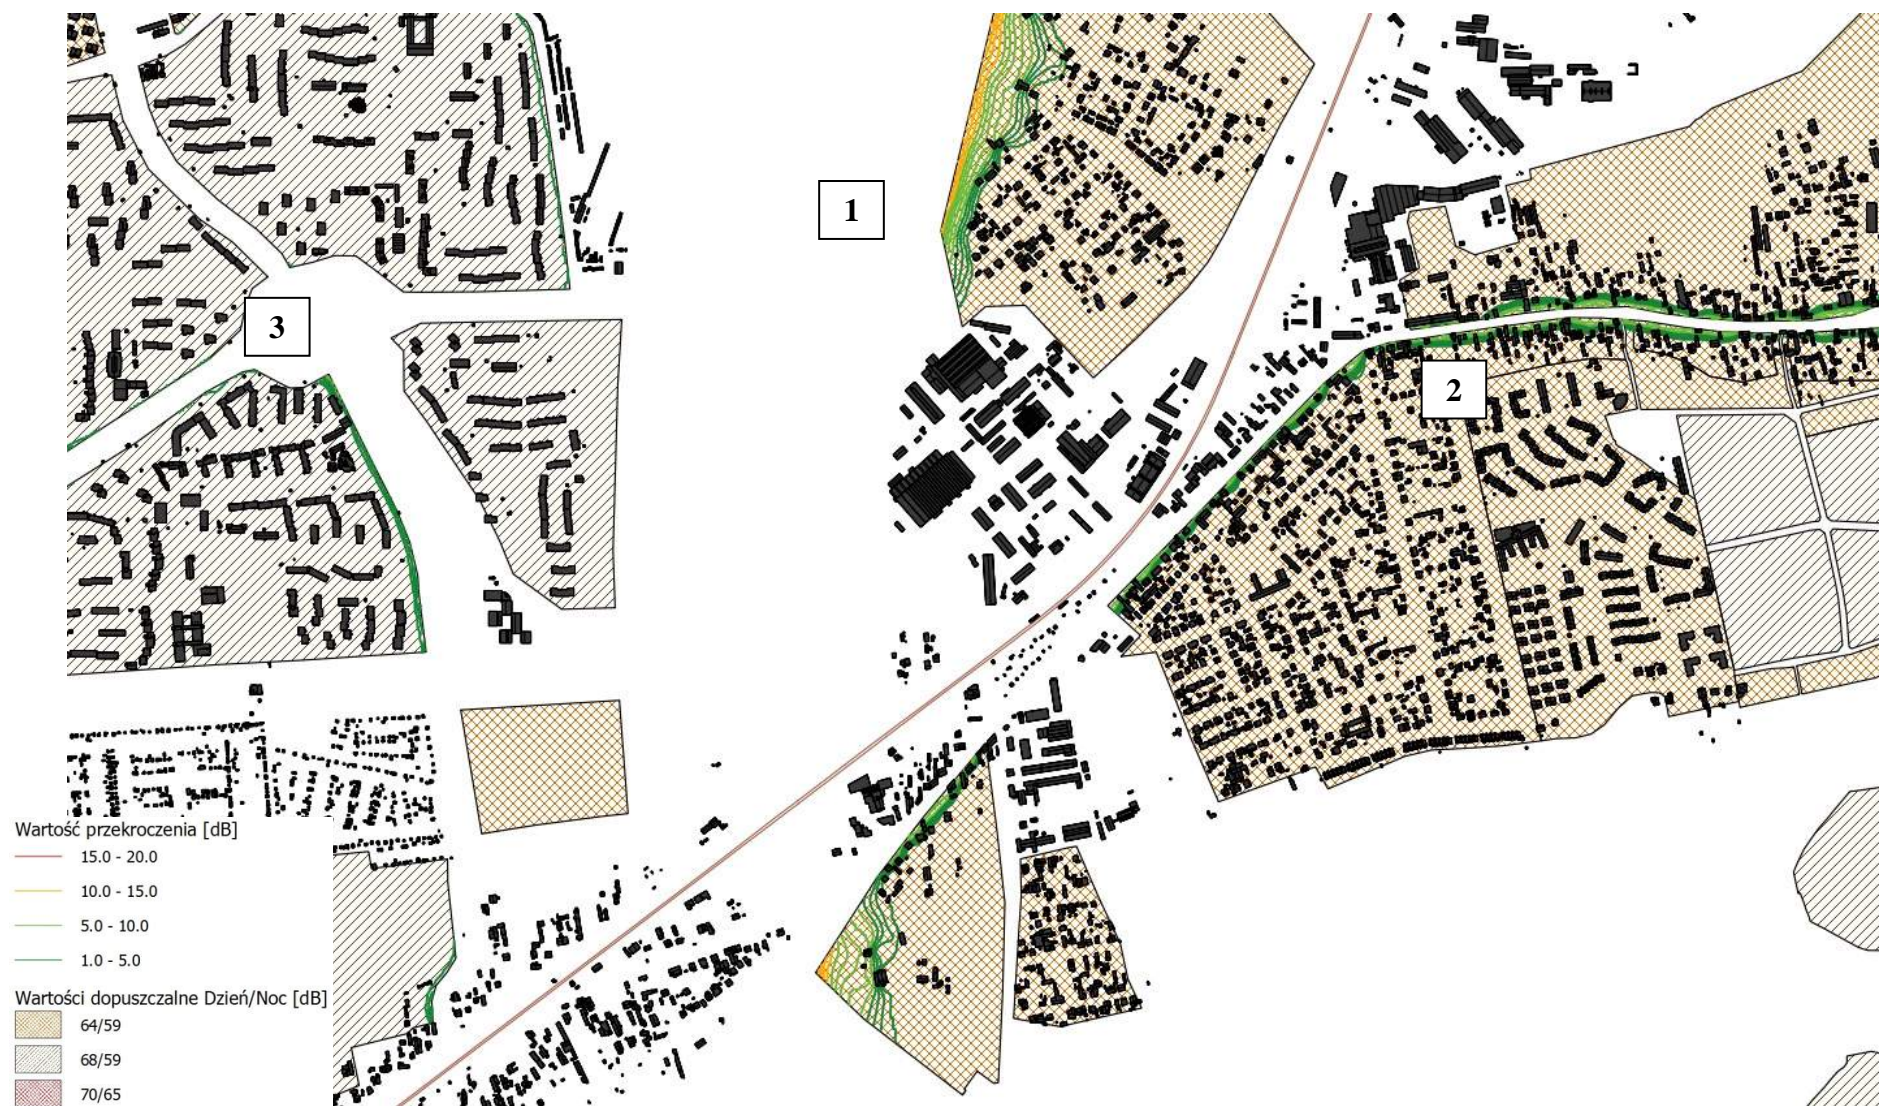 1
3
2
Wartość przekroczenia [dB]
15.0 - 20.0
10.0 - 15.0
5.0 - 10.0
1.0 - 5.0
Wartości dopuszczalne Dzień/Noc [dB]
64/59
68/59
70/65